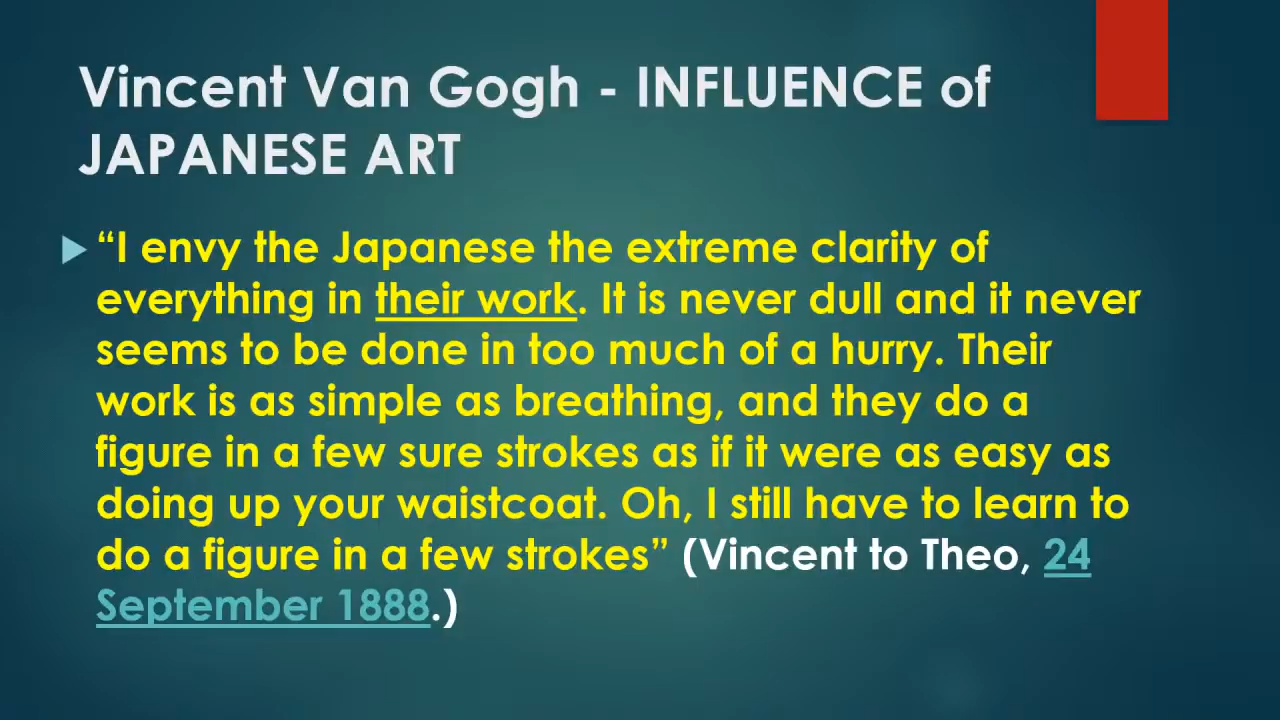 Vincent Van Gogh - INFLUENCE of
JAPANESE ART
“I envy the Japanese the extreme clarity of
everything in their work. It is never dull and it never
seems to be done in too much of a hurry. Their
work is as simple as breathing, and they do a
figure in a few sure strokes as if it were as easy as
doing up your waistcoat. Oh, I still have to learn to
do a figure in a few strokes” (Vincent to Theo, 24
September 1888.)